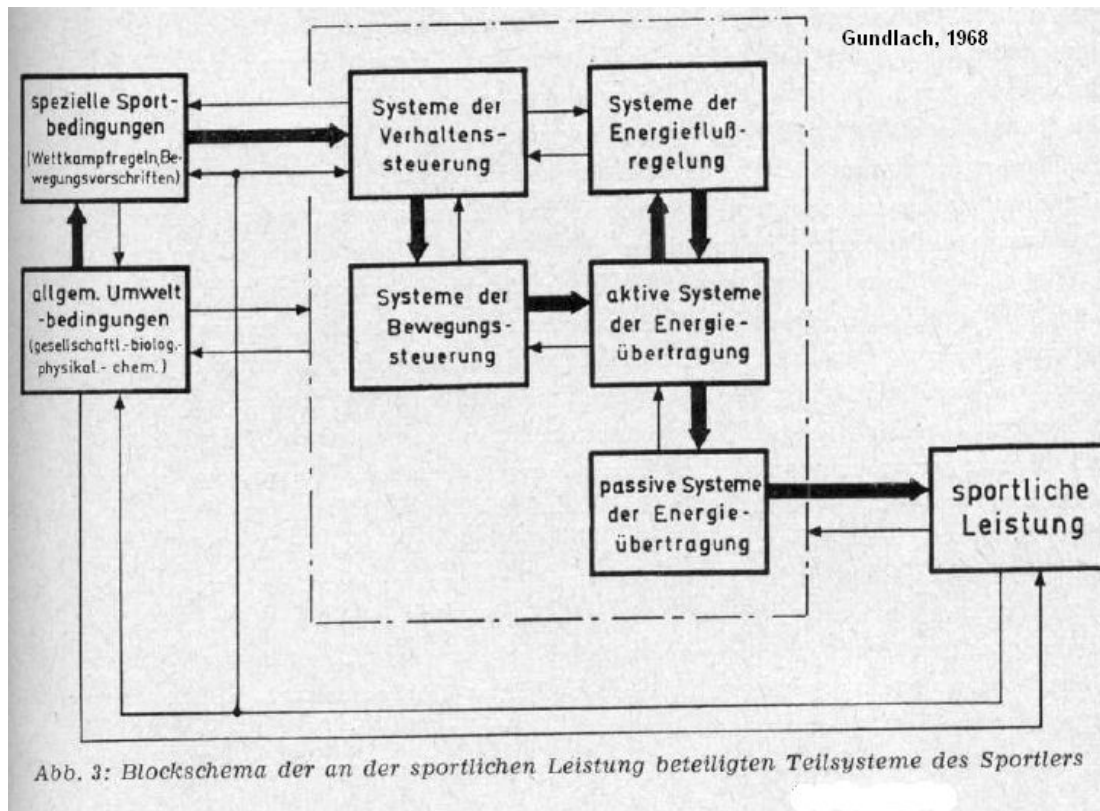 Gundlach, 1968
spezielle Sport-
bedingungen
(Wettkampfregeln, Be-
wegungsvorschriften)
Systeme der
Verhaltens-
steuerung
Systeme der
Energiefluß-
regelung
allgem. Umwelt
-bedingungen
(gesellschaftl.-biolog.-
physikal.- chem.)
Systeme der
Bewegungs-
steuerung
aktive Systeme
der Energie-
übertragung
passive Systeme
der Energie-
übertragung
sportliche
Leistung
Abb. 3: Blockschema der an der sportlichen Leistung beteiligten Teilsysteme des Sportlers